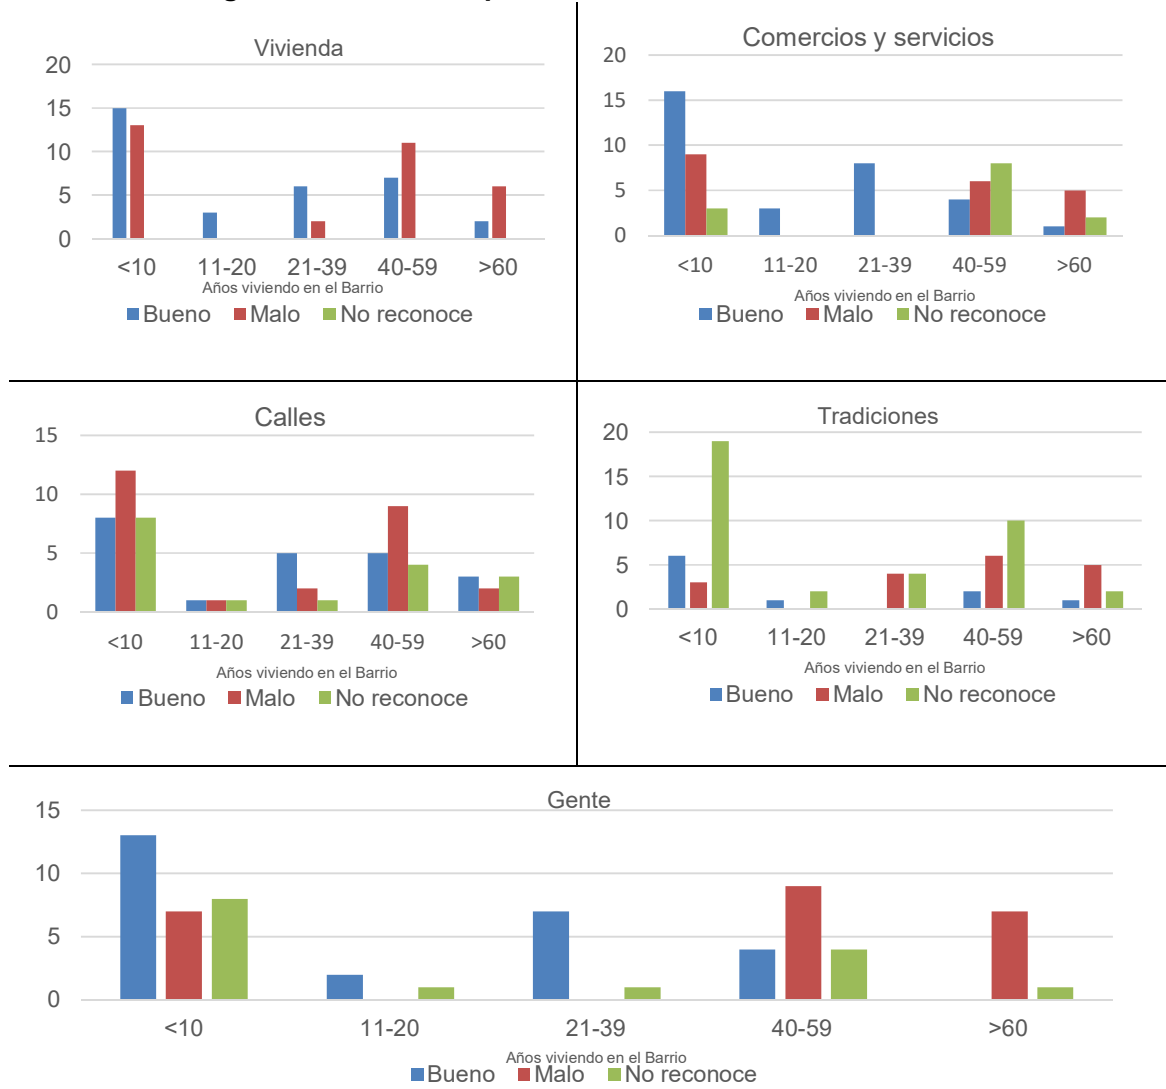 Vivienda
20
15
10
5
0
<10 11-20 21-39 40-59 >60
Años viviendo en el Barrio
Bueno Malo No reconoce
Comercios y servicios
20
15
10
5
0
<10 11-20 21-39 40-59 >60
Años viviendo en el Barrio
Bueno Malo No reconoce
Calles
15
10
5
0
<10 11-20 21-39 40-59 >60
Años viviendo en el Barrio
Bueno Malo No reconoce
Tradiciones
20
15
10
5
0
<10 11-20 21-39 40-59 >60
Años viviendo en el Barrio
Bueno Malo No reconoce
Gente
15
10
5
0
<10 11-20 21-39 40-59 >60
Años viviendo en el Barrio
Bueno Malo No reconoce